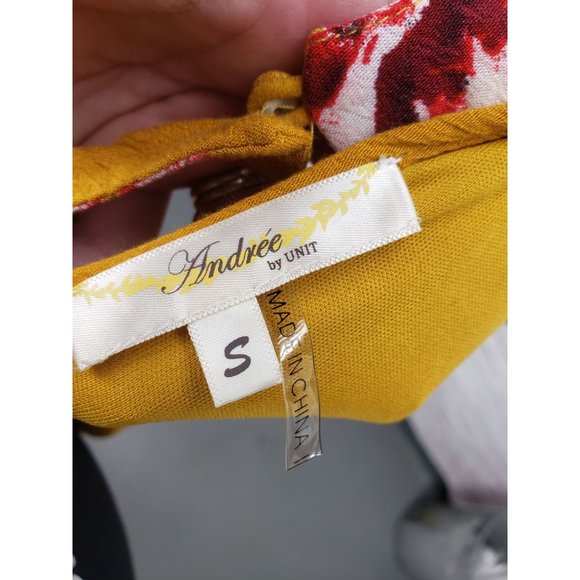 Andrée
by UNIT
S
MADE IN CHINA